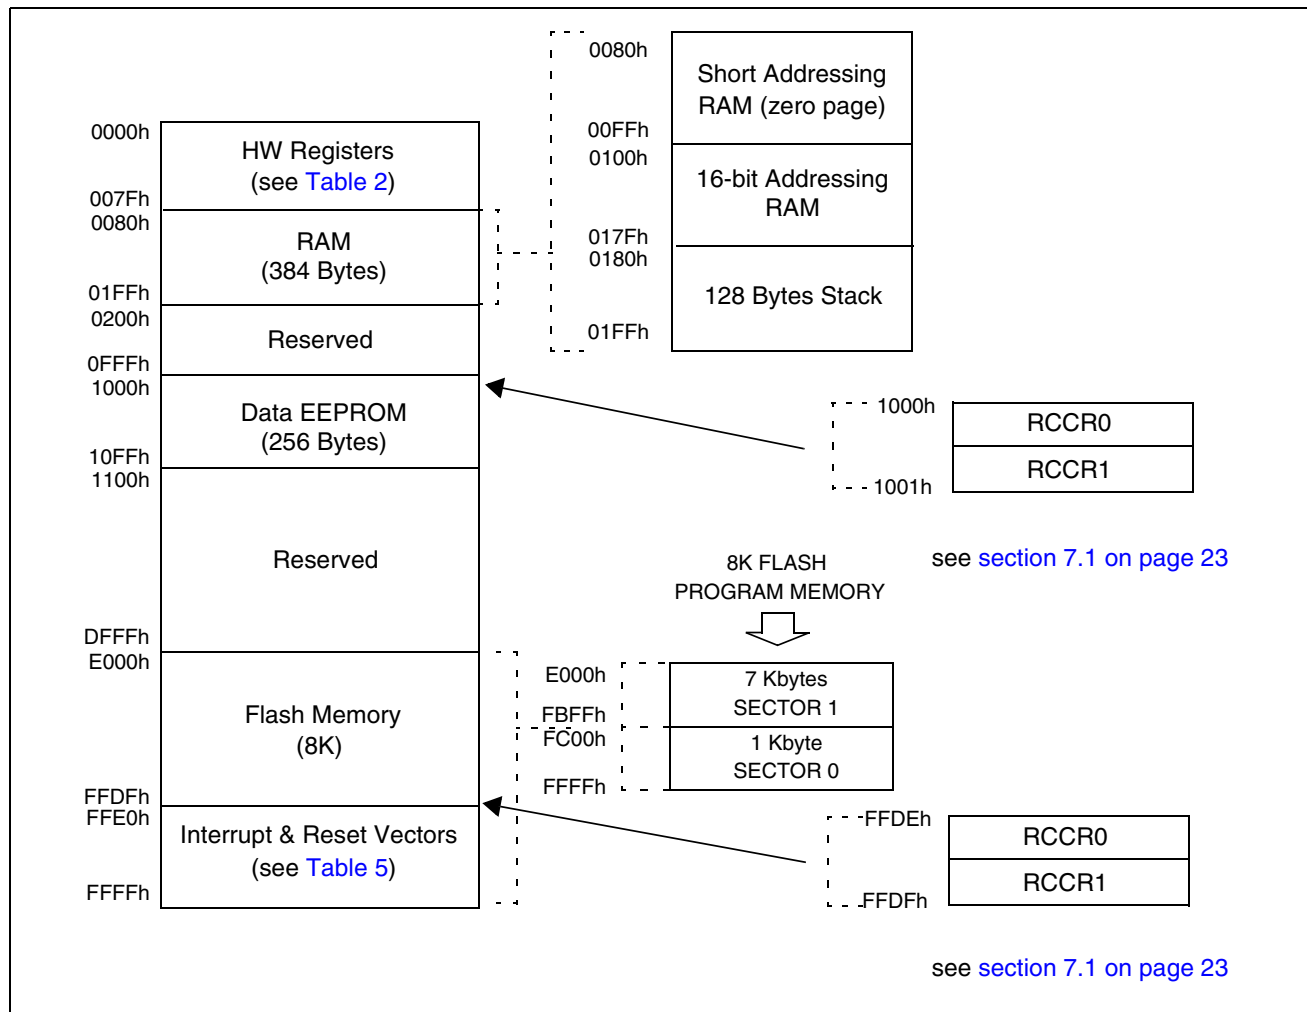 0000h
HW Registers
(see Table 2)
007Fh
0080h
RAM
(384 Bytes)
01FFh
0200h
Reserved
0FFFh
1000h
Data EEPROM
(256 Bytes)
10FFh
1100h
Reserved
DFFFh
E000h
Flash Memory
(8K)
FFDFh
FFE0h
Interrupt & Reset Vectors
(see Table 5)
FFFFh
0080h
Short Addressing
RAM (zero page)
00FFh
0100h
16-bit Addressing
RAM
017Fh
0180h
128 Bytes Stack
01FFh
1000h
RCCR0
RCCR1
1001h
see section 7.1 on page 23
8K FLASH
PROGRAM MEMORY
E000h
7 Kbytes
SECTOR 1
FBFFh
FC00h
1 Kbyte
SECTOR 0
FFFFh
FFDEh
RCCR0
RCCR1
FFDFh
see section 7.1 on page 23